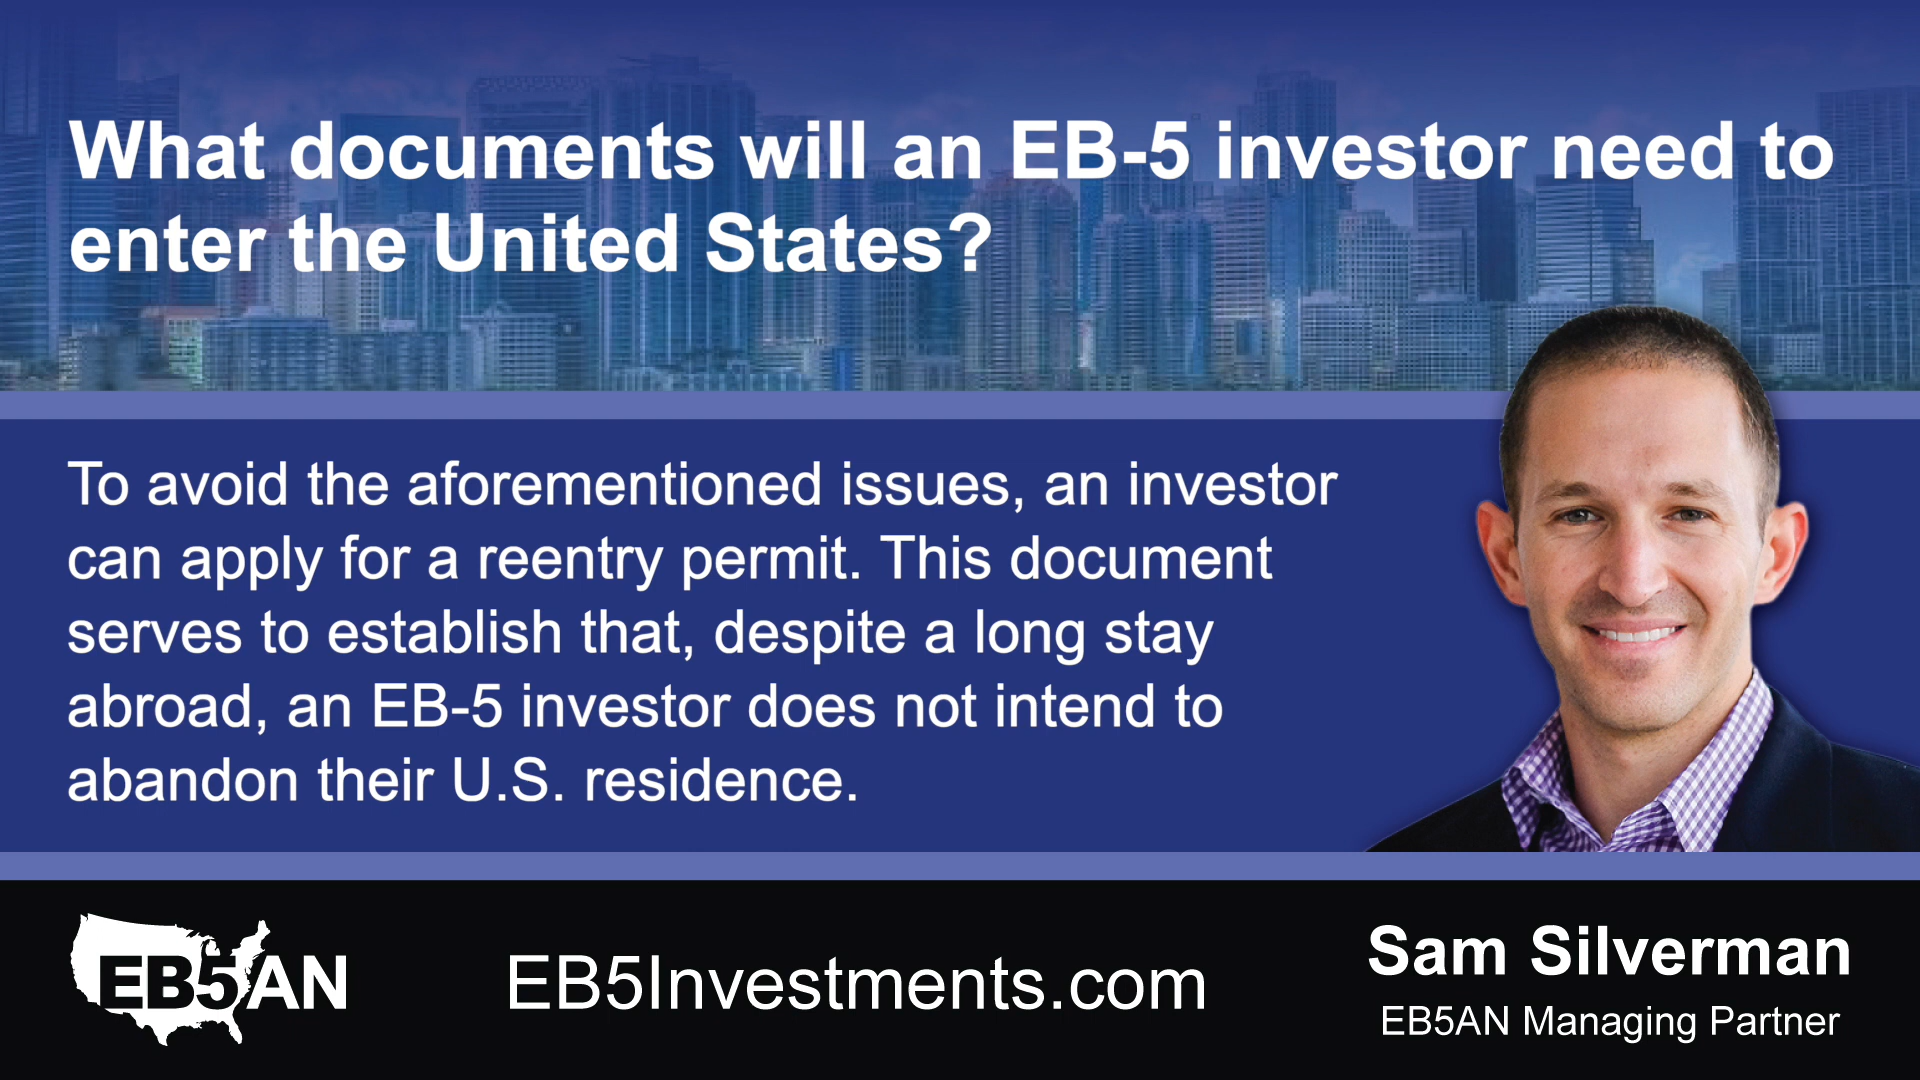 What documents will an EB-5 investor need to
enter the United States?
To avoid the aforementioned issues, an investor
can apply for a reentry permit. This document
serves to establish that, despite a long stay
abroad, an EB-5 investor does not intend to
abandon their U.S. residence.
EB5AN
EB5Investments.com
Sam Silverman
EB5AN Managing Partner